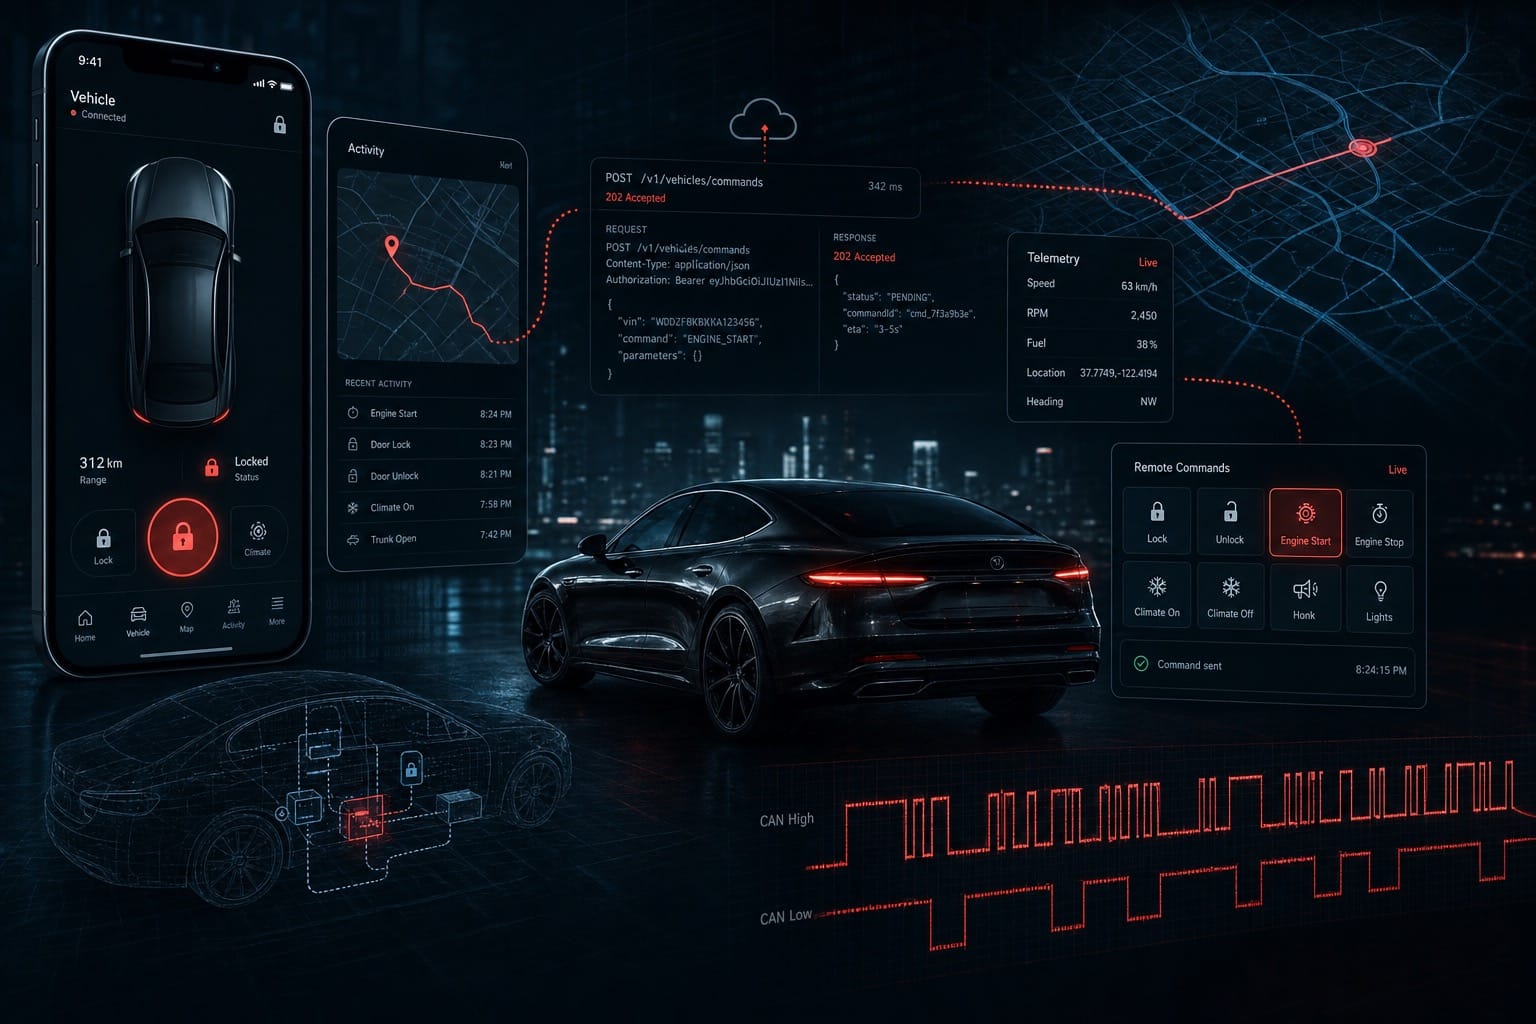 9:41
Vehicle
Connected
312 km
Range
Locked
Status
Lock
Climate
Home
Vehicle
Map
Activity
More
Activity
RECENT ACTIVITY
Engine Start 8:24 PM
Door Lock 8:23 PM
Door Unlock 8:21 PM
Climate On 7:58 PM
Trunk Open 7:42 PM
POST /v1/vehicles/commands 342 ms
202 Accepted
REQUEST
POST /v1/vehicles/commands
Content-Type: application/json
Authorization: Bearer
{
"vin": "WDDZF8KBXKA123456",
"command": "ENGINE_START",
"parameters": {}
}
RESPONSE
202 Accepted
{
"status": "PENDING",
"commandId": "cmd_7f3a9b3e",
"eta": "3-5s"
}
Telemetry Live
Speed 63 km/h
RPM 2,450
Fuel 38%
Location 37.7749,-122.4194
Heading NW
Remote Commands Live
Lock
Unlock
Engine Start
Engine Stop
Climate On
Climate Off
Honk
Lights
Command sent 8:24:15 PM
CAN High
CAN Low